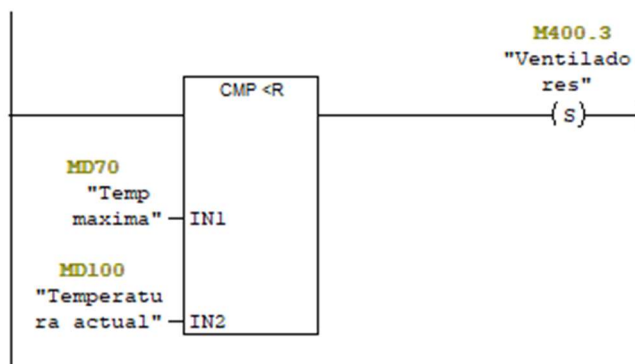 M400.3
"Ventilado
res"
CMP <R
(S)
MD70
"Temp
maxima"
IN1
MD100
"Temperatu
ra actual"
IN2